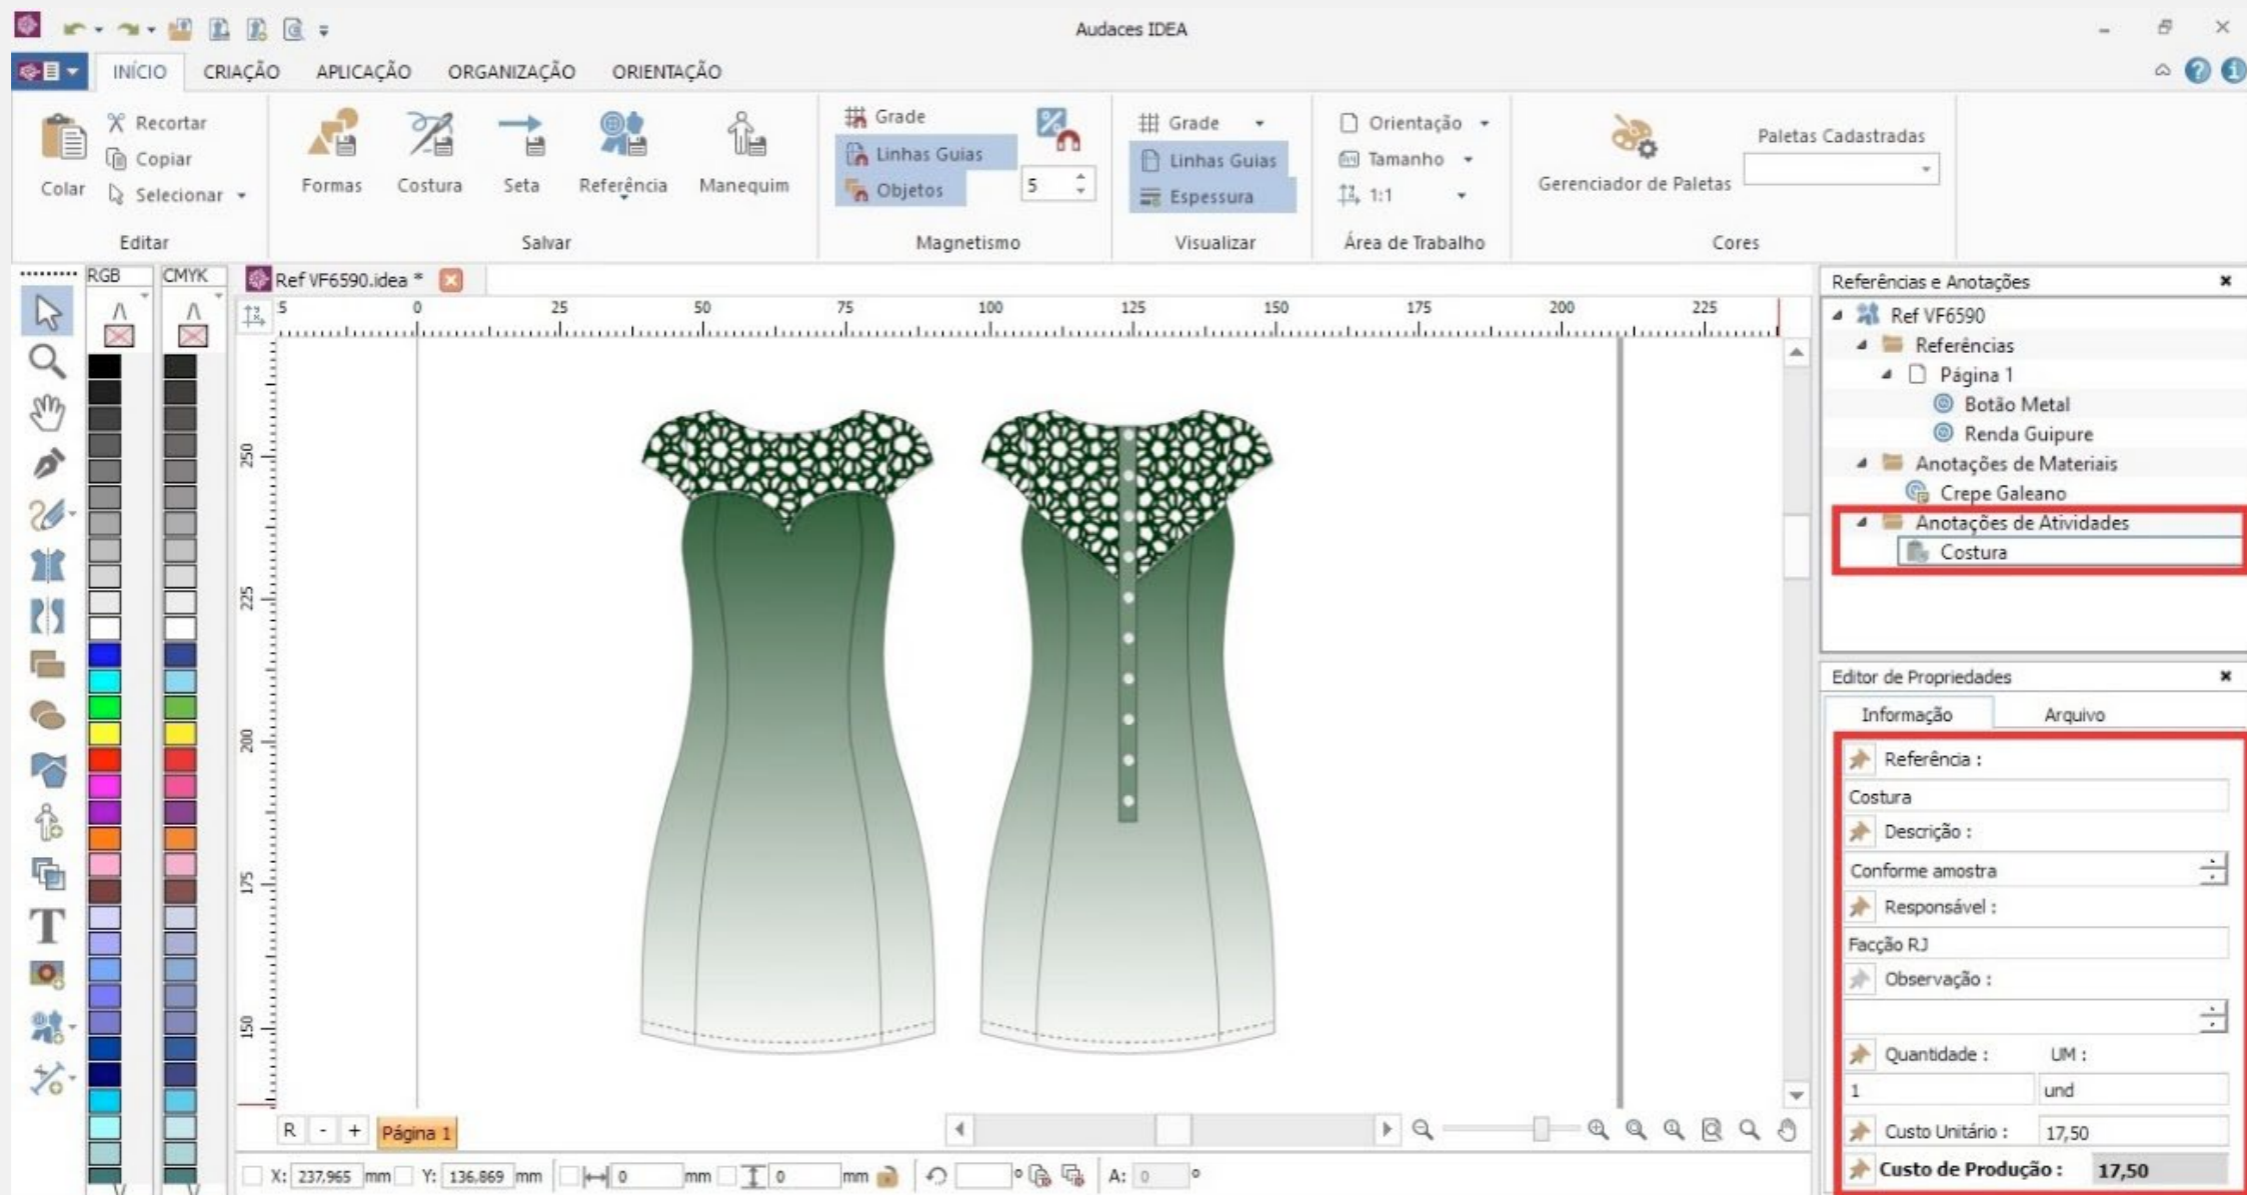 Audaces IDEA
INÍCIO CRIAÇÃO APLICAÇÃO ORGANIZAÇÃO ORIENTAÇÃO
Colar
Recortar
Copiar
Selecionar
Editar
Formas Costura Seta Referência Manequim
Salvar
Grade
Linhas Guias
Objetos
5
Magnetismo
Grade
Linhas Guias
Espessura
Visualizar
Orientação
Tamanho
1:1
Área de Trabalho
Gerenciador de Paletas
Paletas Cadastradas
Cores
RGB CMYK
Ref VF6590.idea *
5 0 25 50 75 100 125 150 175 200 225
250
225
200
175
150
Referências e Anotações
Ref VF6590
Referências
Página 1
Botão Metal
Renda Guipure
Anotações de Materiais
Crepe Galeano
Anotações de Atividades
Costura
Editor de Propriedades
Informação Arquivo
Referência :
Costura
Descrição :
Conforme amostra
Responsável :
Facção RJ
Observação :
Quantidade : UM :
1 und
Custo Unitário : 17,50
Custo de Produção : 17,50
R - + Página 1
X: 237,965 mm Y: 136,869 mm 0 mm 0 mm ° A: 0 °